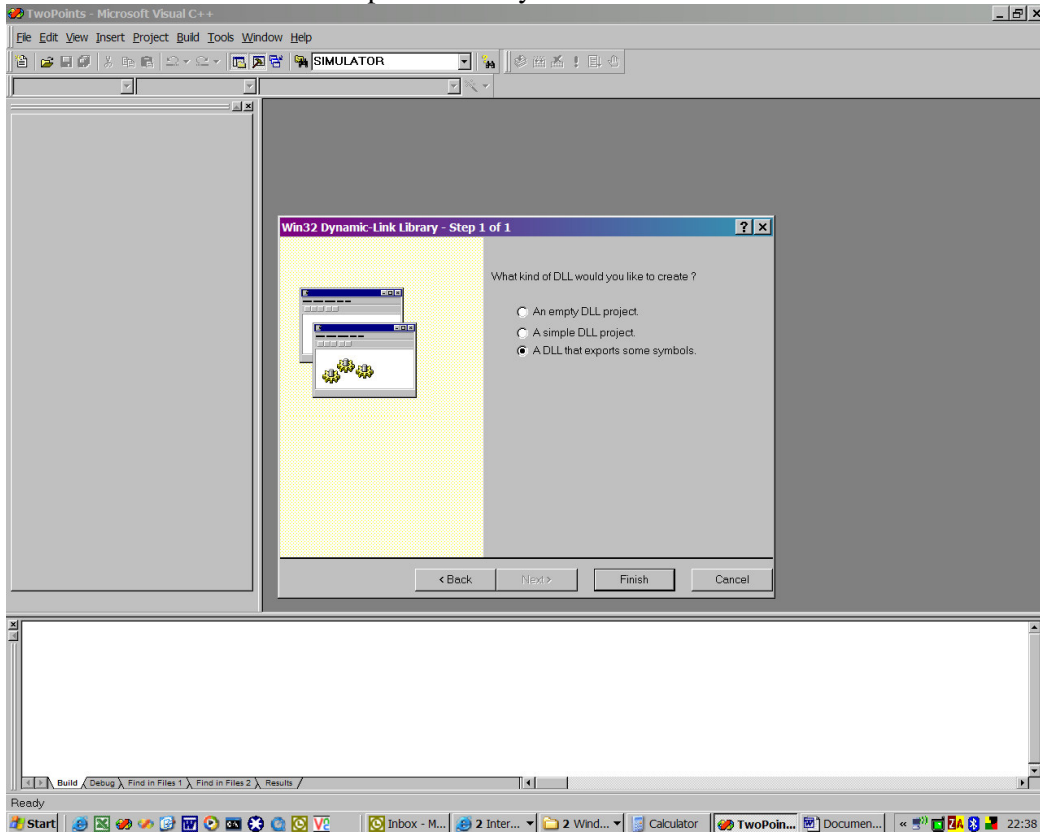 TwoPoints - Microsoft Visual C++
File Edit View Insert Project Build Tools Window Help
SIMULATOR
Win32 Dynamic-Link Library - Step 1 of 1
What kind of DLL would you like to create ?
An empty DLL project.
A simple DLL project.
A DLL that exports some symbols.
< Back Next > Finish Cancel
Build Debug Find in Files 1 Find in Files 2 Results
Ready
Start Inbox - M... 2 Inter... 2 Wind... Calculator TwoPoin... Documen... « ZA 22:38